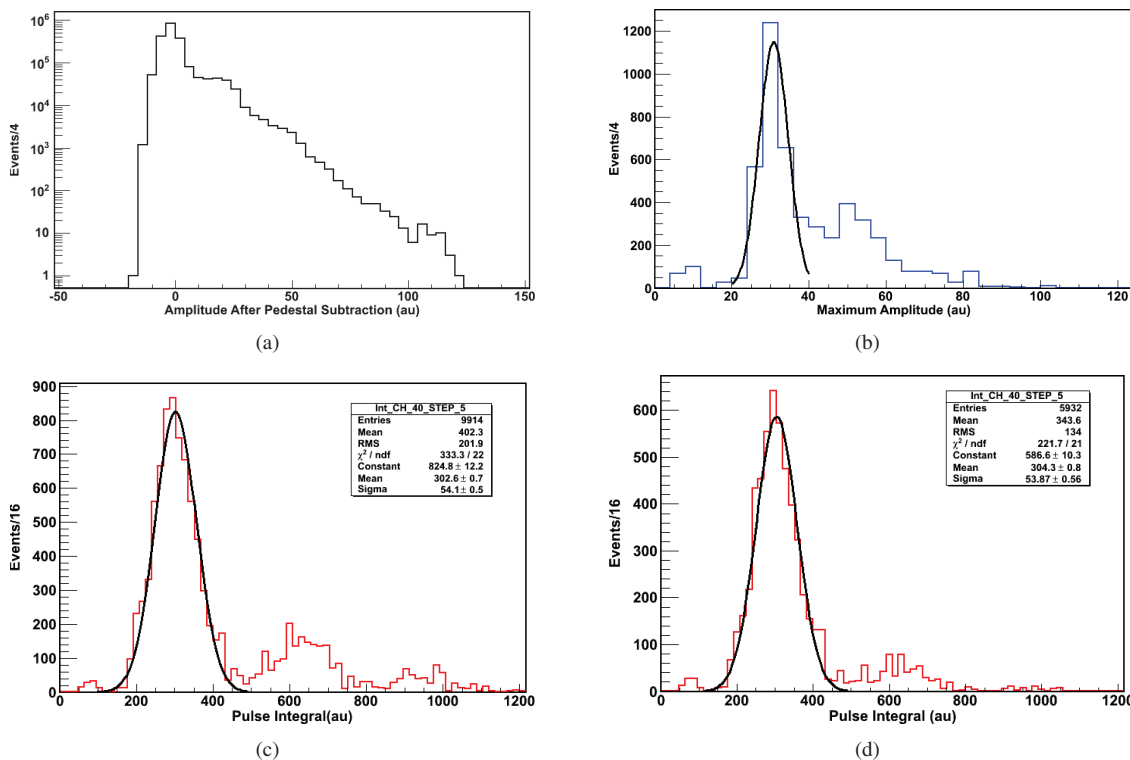 10^6
10^5
10^4
10^3
10^2
10
1
Events/4
-50 0 50 100 150
Amplitude After Pedestal Subtraction (au)
(a)
1200
1000
800
600
400
200
0
Events/4
0 20 40 60 80 100 120
Maximum Amplitude (au)
(b)
900
800
700
600
500
400
300
200
100
0
Events/16
Int_CH_40_STEP_5
Entries 9914
Mean 402.3
RMS 201.9
χ² / ndf 333.3 / 22
Constant 824.8 ± 12.2
Mean 302.6 ± 0.7
Sigma 54.1 ± 0.5
0 200 400 600 800 1000 1200
Pulse Integral(au)
(c)
600
500
400
300
200
100
0
Events/16
Int_CH_40_STEP_5
Entries 5932
Mean 343.6
RMS 134
χ² / ndf 221.7 / 21
Constant 586.6 ± 10.3
Mean 304.3 ± 0.8
Sigma 53.87 ± 0.56
0 200 400 600 800 1000 1200
Pulse Integral (au)
(d)